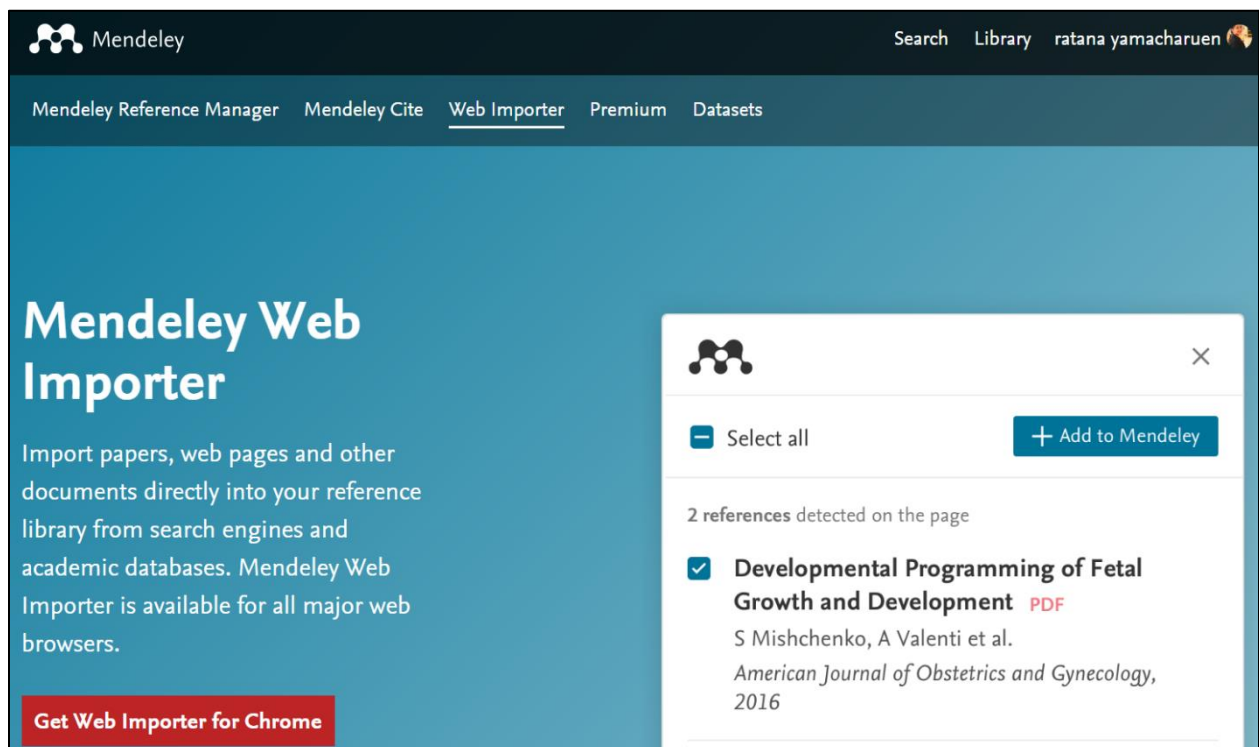 Mendeley
Search Library ratana yamacharuen
Mendeley Reference Manager Mendeley Cite Web Importer Premium Datasets
Mendeley Web
Importer
Import papers, web pages and other
documents directly into your reference
library from search engines and
academic databases. Mendeley Web
Importer is available for all major web
browsers.
Get Web Importer for Chrome
Select all
+ Add to Mendeley
2 references detected on the page
Developmental Programming of Fetal
Growth and Development PDF
S Mishchenko, A Valenti et al.
American Journal of Obstetrics and Gynecology,
2016